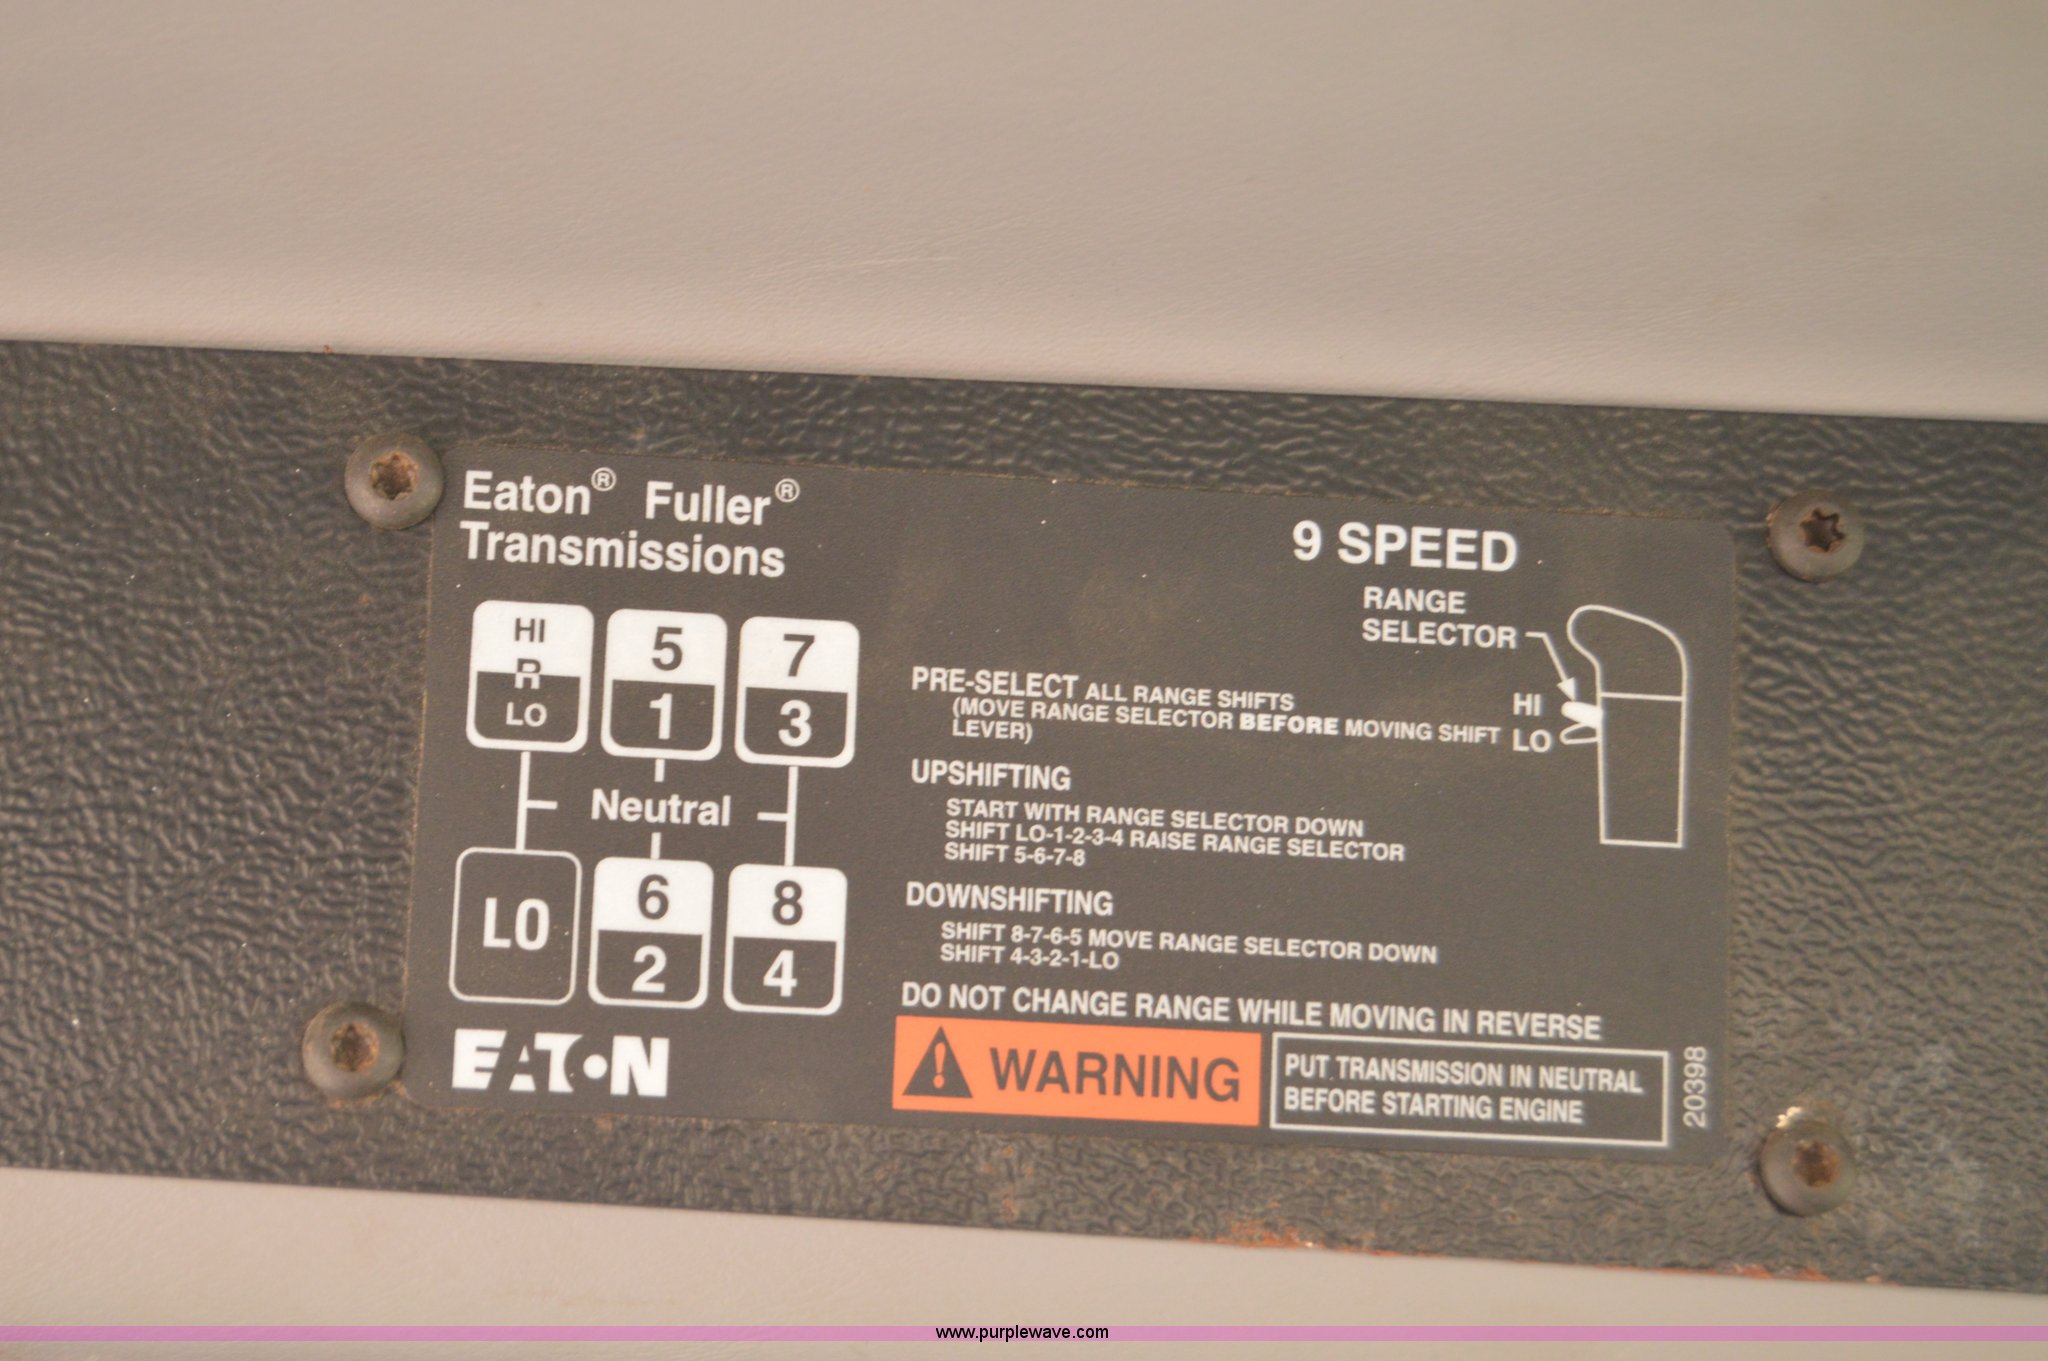 Eaton® Fuller®
Transmissions
9 SPEED
RANGE
SELECTOR
HI
LO
HI
R
LO
5
1
7
3
Neutral
LO
6
2
8
4
PRE-SELECT ALL RANGE SHIFTS
(MOVE RANGE SELECTOR BEFORE MOVING SHIFT
LEVER)
UPSHIFTING
START WITH RANGE SELECTOR DOWN
SHIFT LO-1-2-3-4 RAISE RANGE SELECTOR
SHIFT 5-6-7-8
DOWNSHIFTING
SHIFT 8-7-6-5 MOVE RANGE SELECTOR DOWN
SHIFT 4-3-2-1-LO
DO NOT CHANGE RANGE WHILE MOVING IN REVERSE
EATON
WARNING
PUT TRANSMISSION IN NEUTRAL
BEFORE STARTING ENGINE
20398
www.purplewave.com